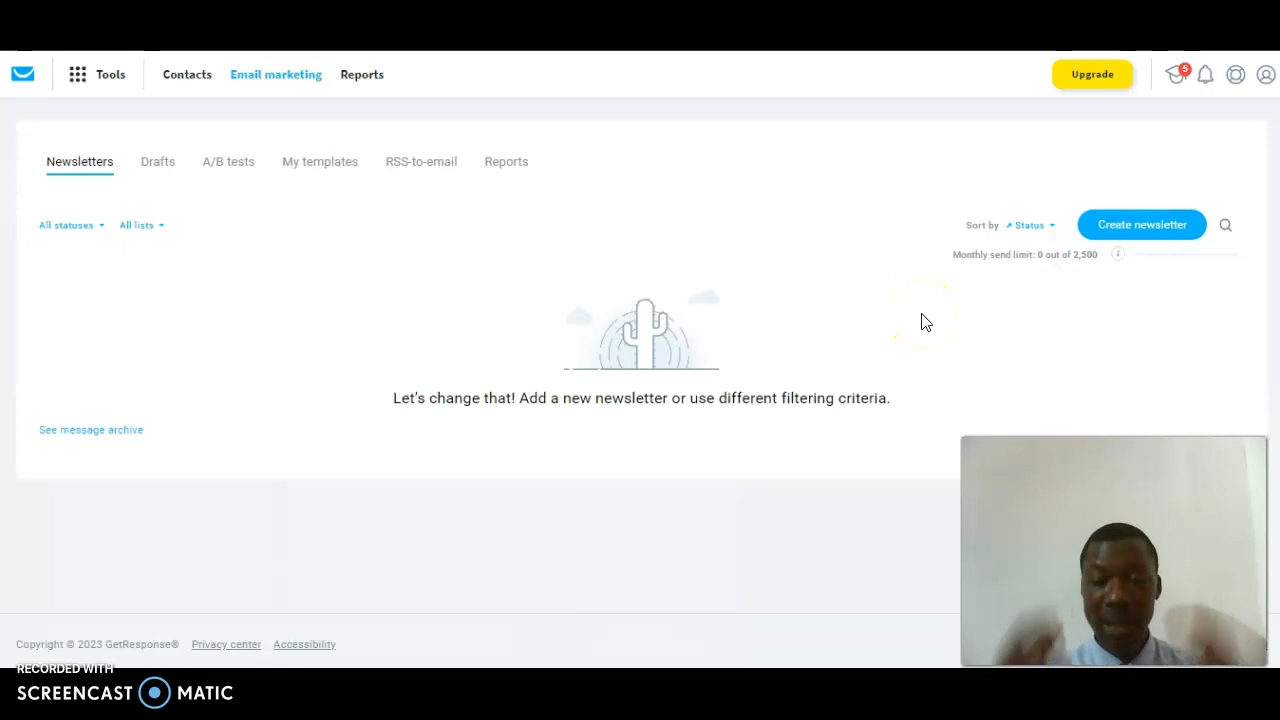 Tools
Contacts
Email marketing
Reports
Upgrade
5
Newsletters
Drafts
A/B tests
My templates
RSS-to-email
Reports
All statuses
All lists
Sort by
Status
Create newsletter
Monthly send limit: 0 out of 2,500
i
Let's change that! Add a new newsletter or use different filtering criteria.
See message archive
Copyright © 2023 GetResponse®
Privacy center
Accessibility
RECORDED WITH
SCREENCAST MATIC